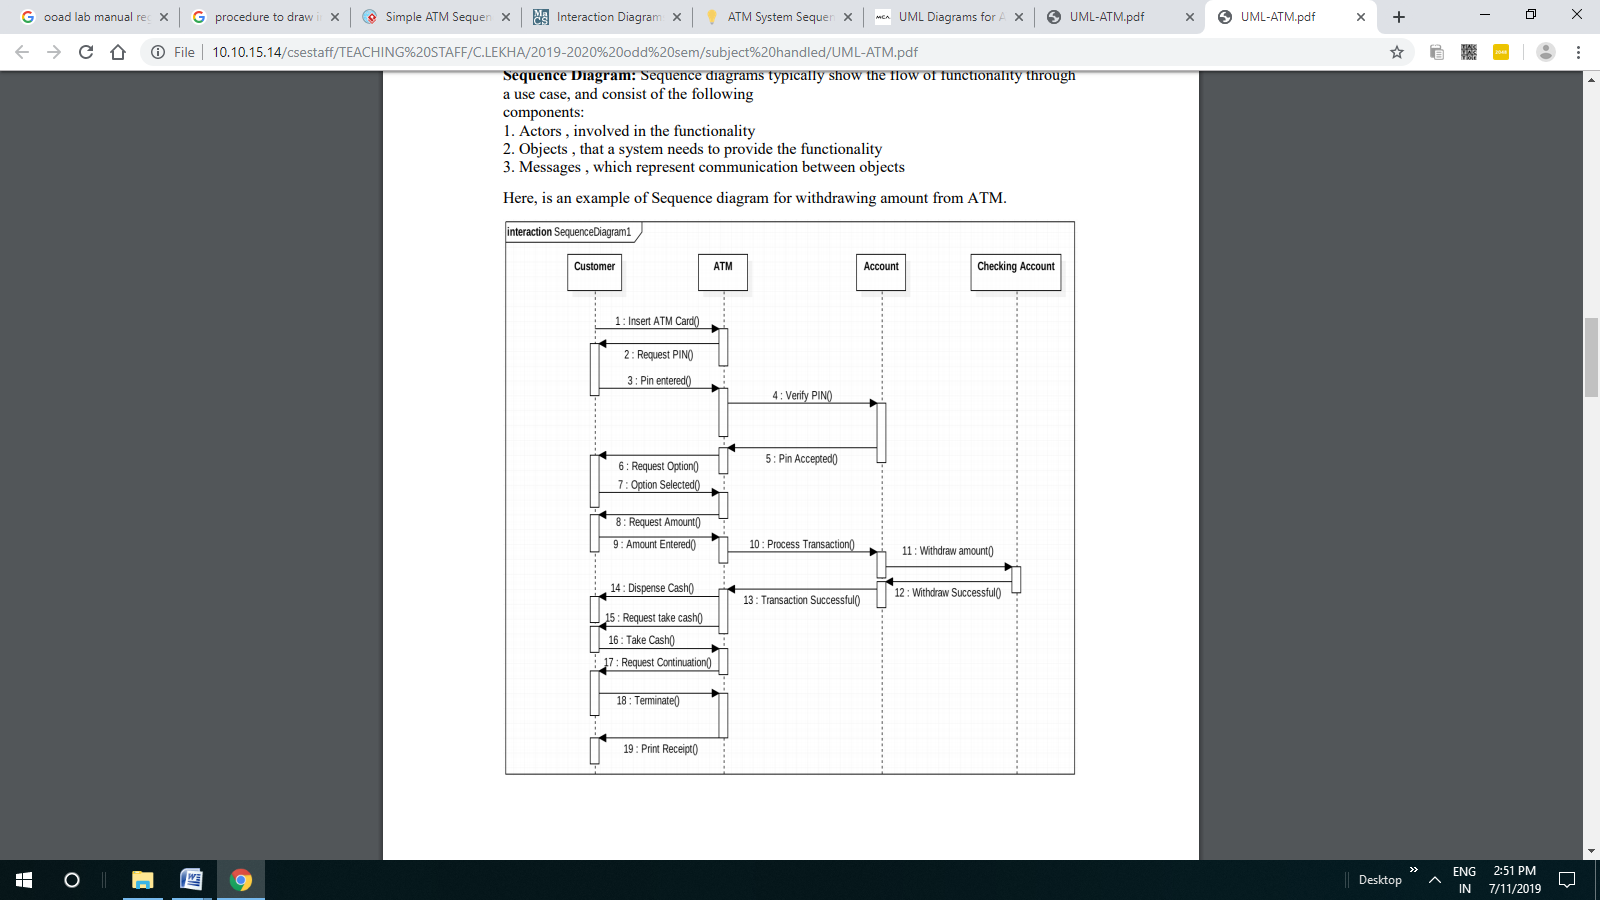 ooad lab manual reg
procedure to draw in
Simple ATM Sequen
Interaction Diagram
ATM System Sequen
UML Diagrams for A
UML-ATM.pdf
UML-ATM.pdf
File 10.10.15.14/csestaff/TEACHING%20STAFF/C.LEKHA/2019-2020%20odd%20sem/subject%20handled/UML-ATM.pdf
Sequence Diagram: Sequence diagrams typically show the flow of functionality through
a use case, and consist of the following
components:
1. Actors , involved in the functionality
2. Objects , that a system needs to provide the functionality
3. Messages , which represent communication between objects
Here, is an example of Sequence diagram for withdrawing amount from ATM.
interaction SequenceDiagram1
Customer
ATM
Account
Checking Account
1 : Insert ATM Card()
2 : Request PIN()
3 : Pin entered()
4 : Verify PIN()
5 : Pin Accepted()
6 : Request Option()
7 : Option Selected()
8 : Request Amount()
9 : Amount Entered()
10 : Process Transaction()
11 : Withdraw amount()
12 : Withdraw Successful()
13 : Transaction Successful()
14 : Dispense Cash()
15 : Request take cash()
16 : Take Cash()
17 : Request Continuation()
18 : Terminate()
19 : Print Receipt()
Desktop
ENG
IN
2:51 PM
7/11/2019